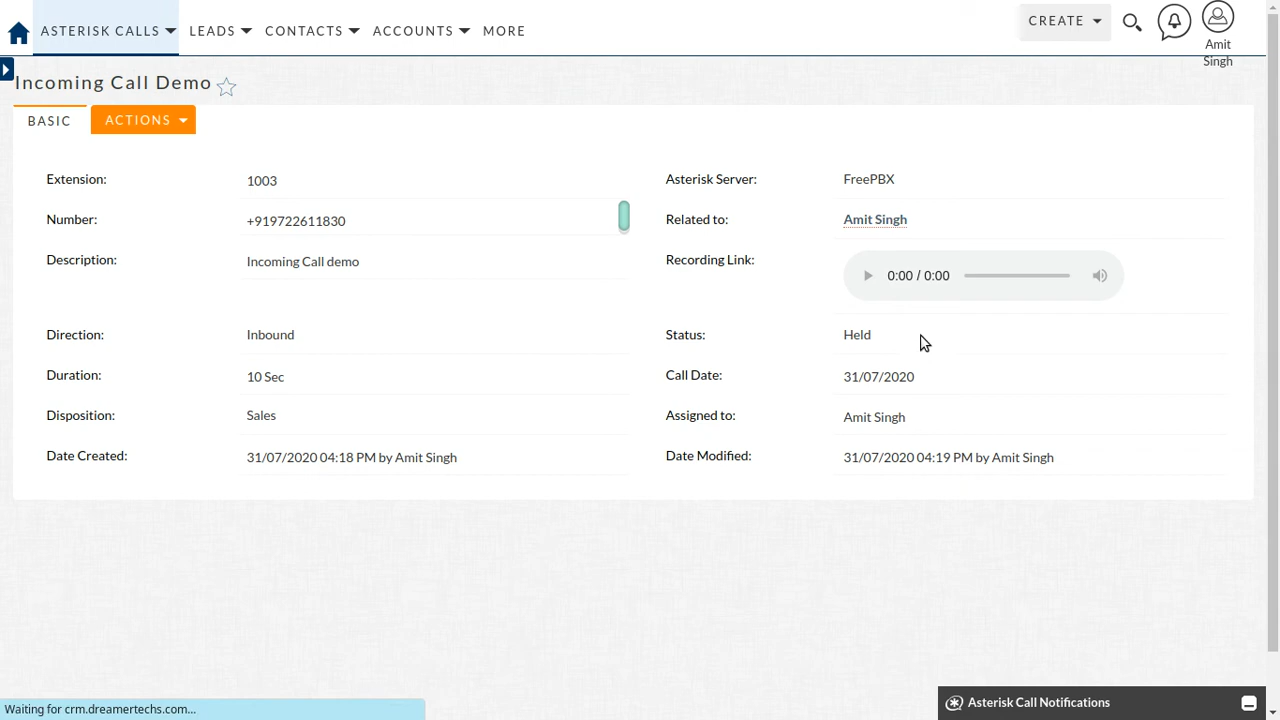 ASTERISK CALLS LEADS CONTACTS ACCOUNTS MORE CREATE
Amit
Singh
Incoming Call Demo
BASIC ACTIONS
Extension: 1003 Asterisk Server: FreePBX
Number: +919722611830 Related to: Amit Singh
Description: Incoming Call demo Recording Link: 0:00 / 0:00
Direction: Inbound Status: Held
Duration: 10 Sec Call Date: 31/07/2020
Disposition: Sales Assigned to: Amit Singh
Date Created: 31/07/2020 04:18 PM by Amit Singh Date Modified: 31/07/2020 04:19 PM by Amit Singh
Waiting for crm.dreamertechs.com... Asterisk Call Notifications